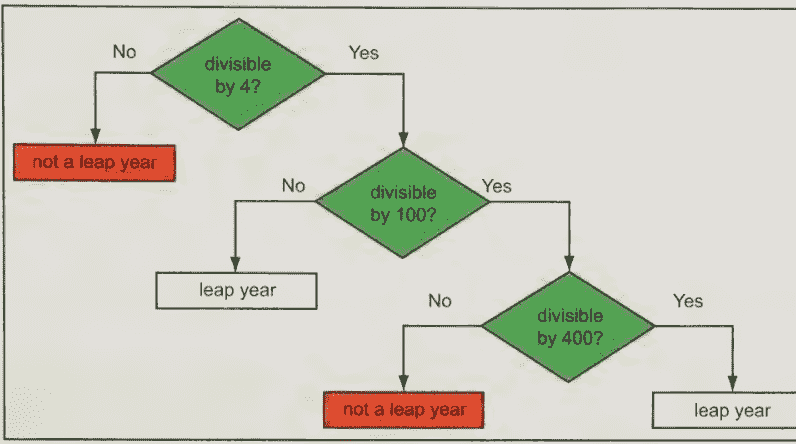 No
Yes
divisible
by 4?
not a leap year
No
Yes
divisible
by 100?
leap year
No
Yes
divisible
by 400?
not a leap year
leap year